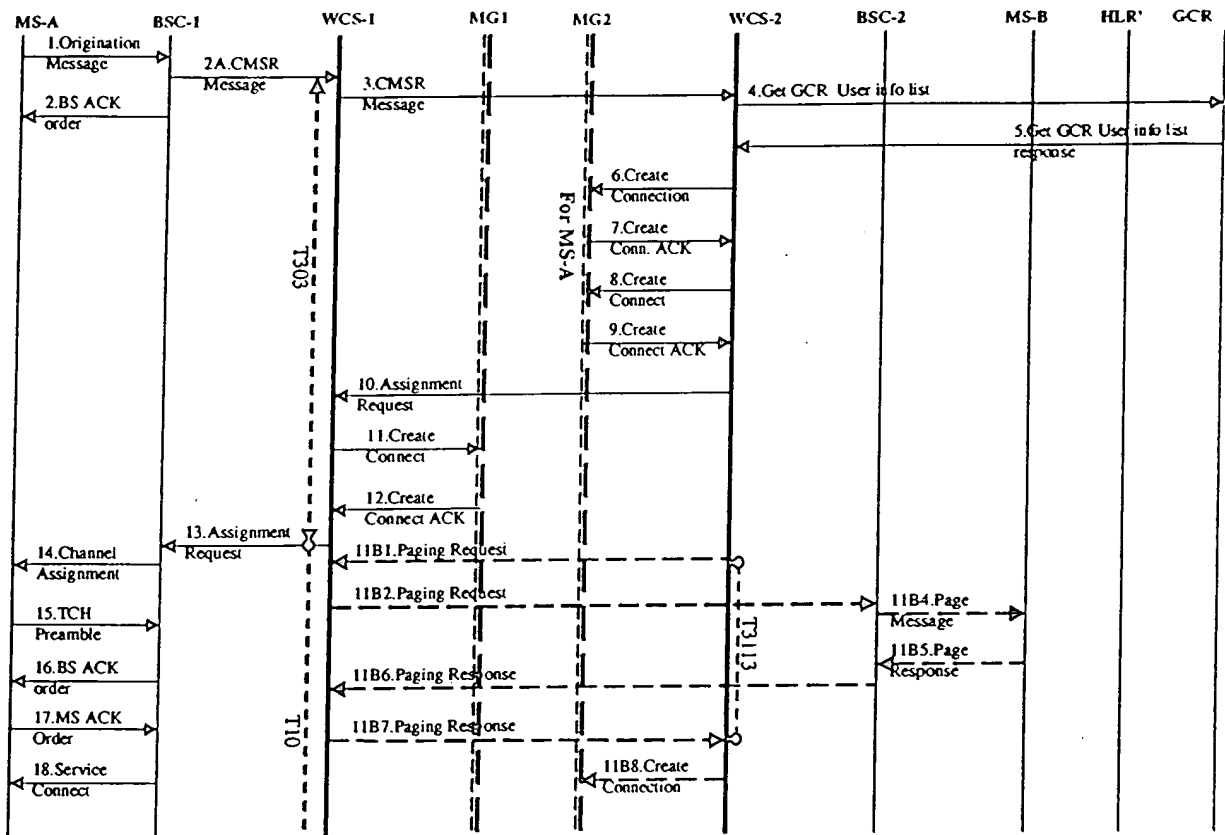 MS-A BSC-1 WCS-1 MG1 MG2 WCS-2 BSC-2 MS-B HLR' GCR
1.Origination
Message
2A.CMSR
Message
3.CMSR
Message
4.Get GCR User info list
2.BS ACK
order
5.Get GCR User info list
response
6.Create
Connection
For MS-A
7.Create
Conn. ACK
T303
8.Create
Connect
9.Create
Connect ACK
10.Assignment
Request
11.Create
Connect
12.Create
Connect ACK
13.Assignment
Request
14.Channel
Assignment
11B1.Paging Request
11B2.Paging Request
11B4.Page
Message
15.TCH
Preamble
T3113
11B5.Page
Response
16.BS ACK
order
11B6.Paging Response
17.MS ACK
Order
T10
11B7.Paging Response
18.Service
Connect
11B8.Create
Connection